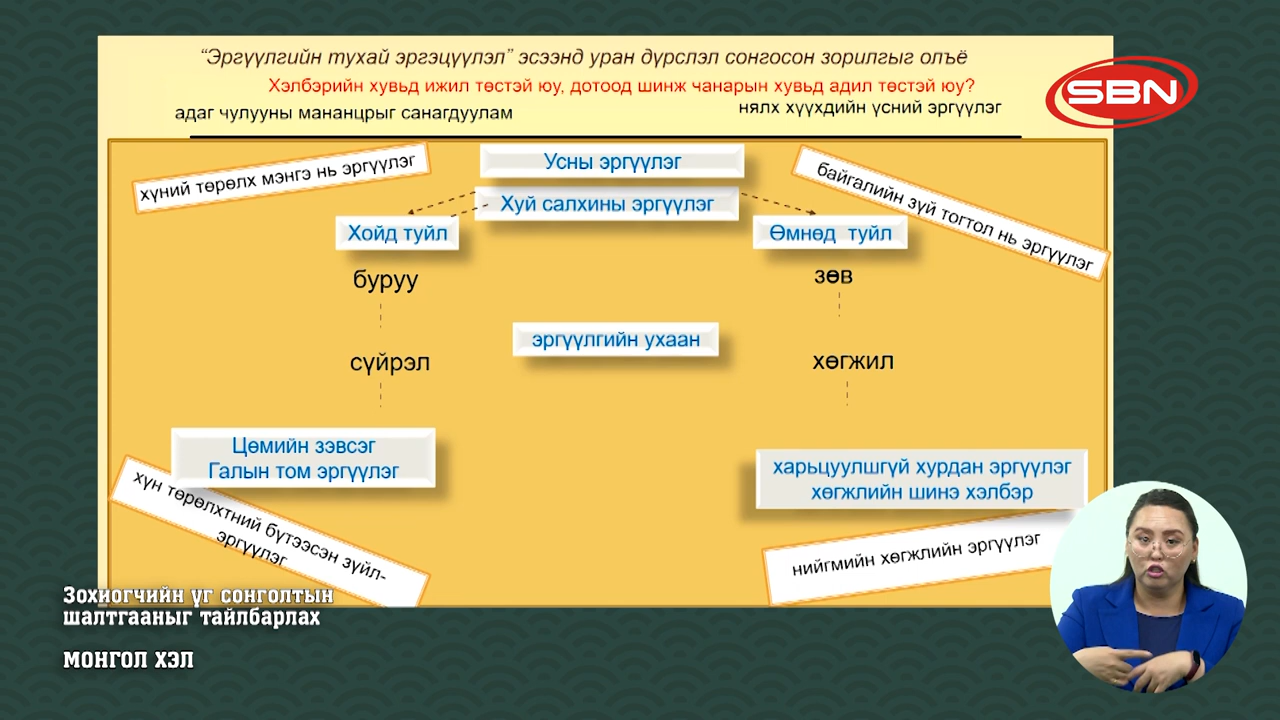 “Эргүүлгийн тухай эргэцүүлэл” эсээнд уран дүрслэл сонгосон зорилгыг олъё
Хэлбэрийн хувьд ижил төстэй юу, дотоод шинж чанарын хувьд адил төстэй юу?
адаг чулууны мананцрыг санагдуулам
нялх хүүхдийн үсний эргүүлэг
SBN
хүний төрөлх мэнгэ нь эргүүлэг
Усны эргүүлэг
байгалийн зүй тогтол нь эргүүлэг
Хуй салхины эргүүлэг
Хойд туйл
Өмнөд туйл
буруу
зөв
эргүүлгийн ухаан
сүйрэл
хөгжил
Цөмийн зэвсэг
Галын том эргүүлэг
харьцуулшгүй хурдан эргүүлэг
хөгжлийн шинэ хэлбэр
хүн төрөлхтний бүтээсэн зүйл-
эргүүлэг
нийгмийн хөгжлийн эргүүлэг
Зохиогчийн үг сонголтын
шалтгааныг тайлбарлах
МОНГОЛ ХЭЛ